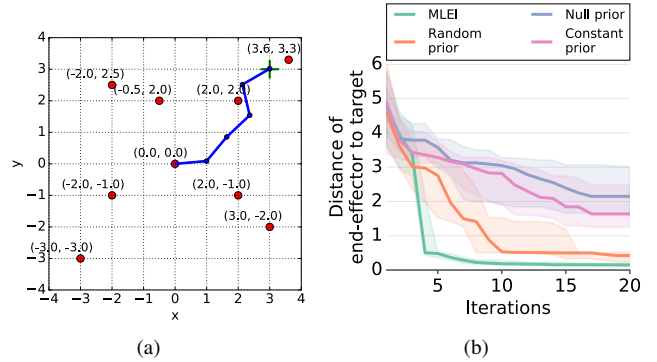 a
(3.6, 3.3)
(-2.0, 2.5)
(-0.5, 2.0)
(2.0, 2.0)
(0.0, 0.0)
(-2.0, -1.0)
(2.0, -1.0)
(3.0, -2.0)
(-3.0, -3.0)
4
3
2
1
0
−1
−2
−3
−4
y
−4 −3 −2 −1 0 1 2 3 4
x
(a)
b
MLEI
Random
prior
Null prior
Constant
prior
6
5
4
3
2
1
0
Distance of
end-effector to target
5 10 15 20
Iterations
(b)